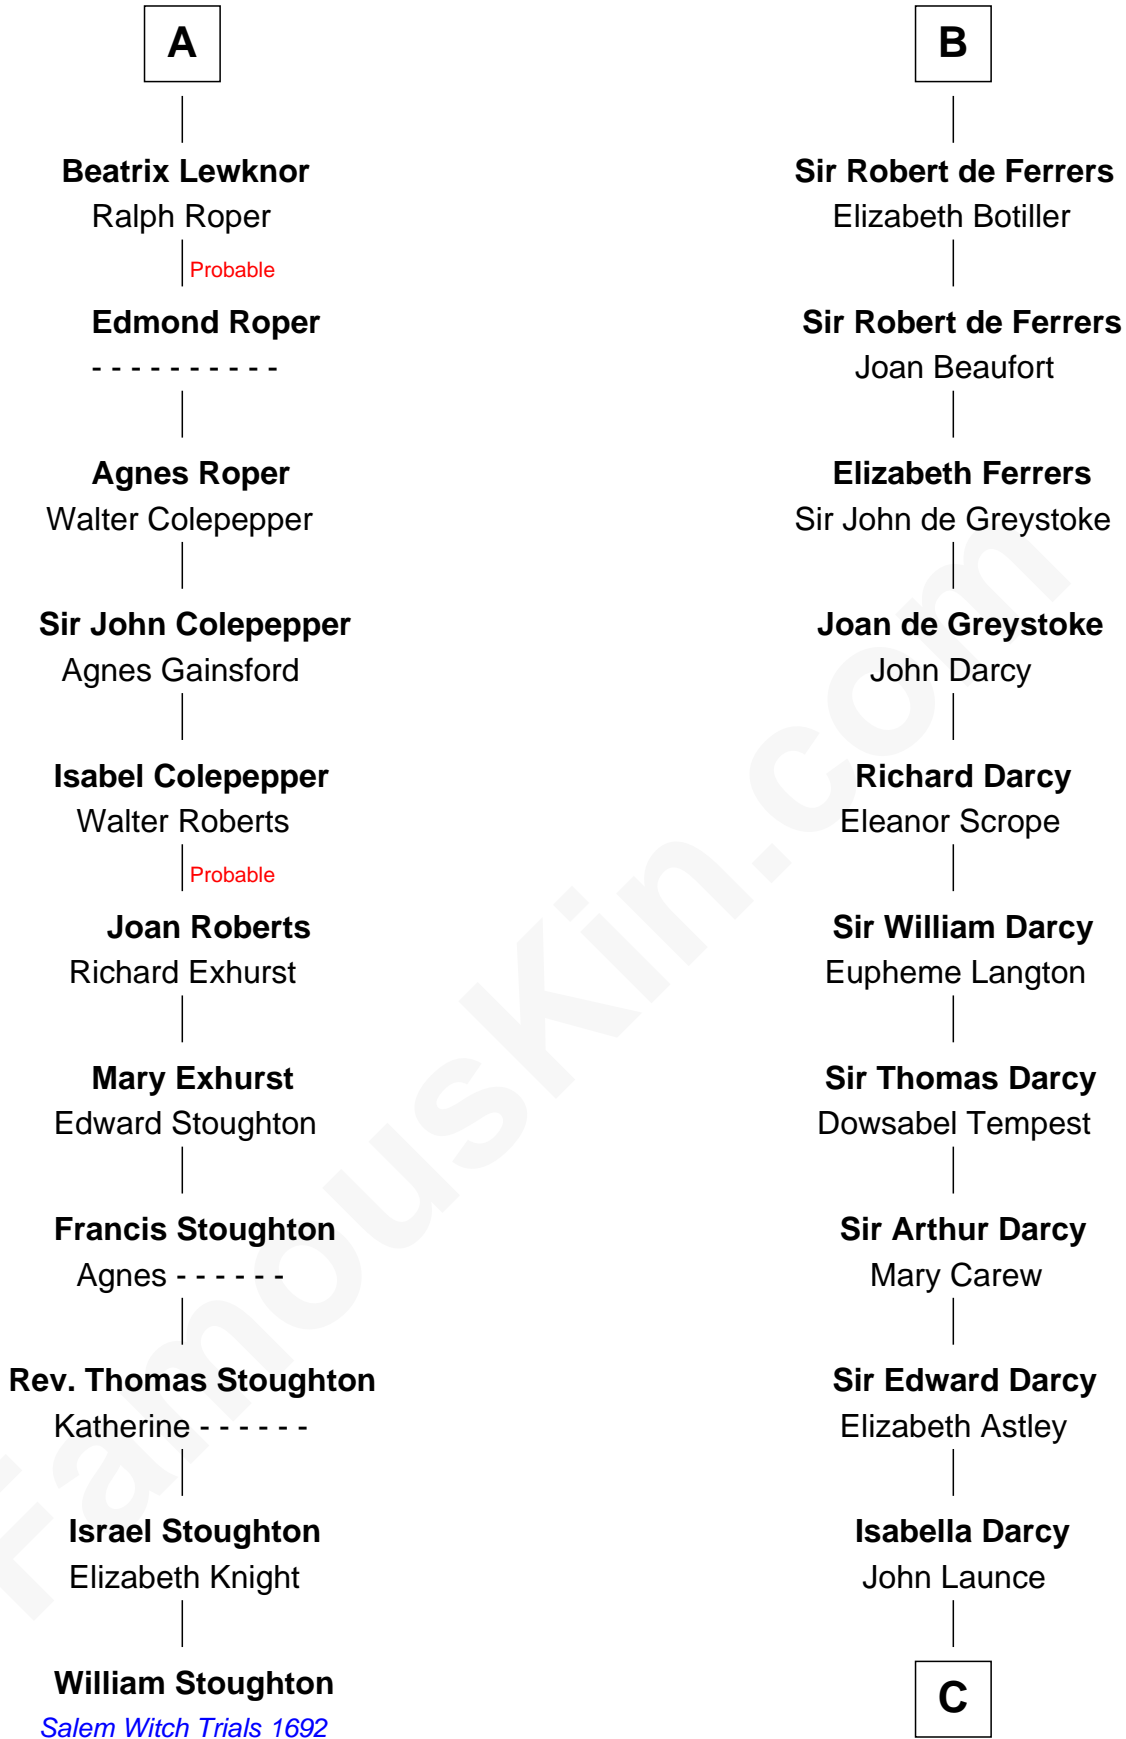 A
Beatrix Lewknor
Ralph Roper
Probable
Edmond Roper
- - - - - - - - - -
Agnes Roper
Walter Colepepper
Sir John Colepepper
Agnes Gainsford
Isabel Colepepper
Walter Roberts
Probable
Joan Roberts
Richard Exhurst
Mary Exhurst
Edward Stoughton
Francis Stoughton
Agnes - - - - - -
Rev. Thomas Stoughton
Katherine - - - - - -
Israel Stoughton
Elizabeth Knight
William Stoughton
Salem Witch Trials 1692
B
Sir Robert de Ferrers
Elizabeth Botiller
Sir Robert de Ferrers
Joan Beaufort
Elizabeth Ferrers
Sir John de Greystoke
Joan de Greystoke
John Darcy
Richard Darcy
Eleanor Scrope
Sir William Darcy
Eupheme Langton
Sir Thomas Darcy
Dowsabel Tempest
Sir Arthur Darcy
Mary Carew
Sir Edward Darcy
Elizabeth Astley
Isabella Darcy
John Launce
C
FamousKin.com